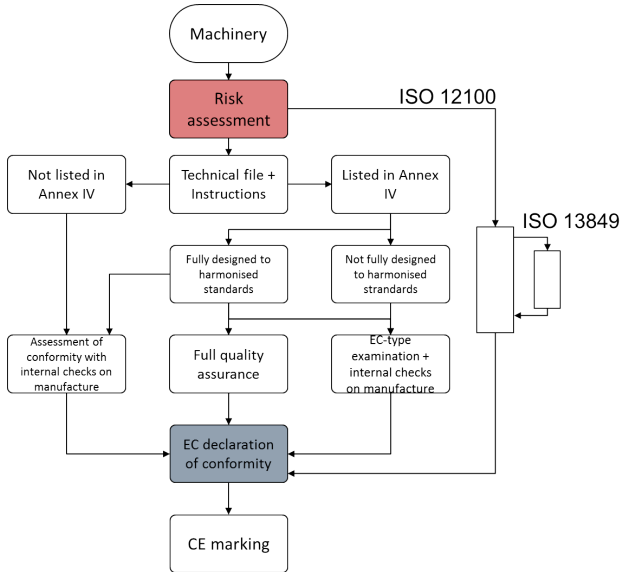 Machinery
Risk
assessment
ISO 12100
Not listed in
Annex IV
Technical file +
Instructions
Listed in Annex
IV
ISO 13849
Fully designed to
harmonised
standards
Not fully designed
to harmonised
strandards
Assessment of
conformity with
internal checks on
manufacture
Full quality
assurance
EC-type
examination +
internal checks
on manufacture
EC declaration
of conformity
CE marking